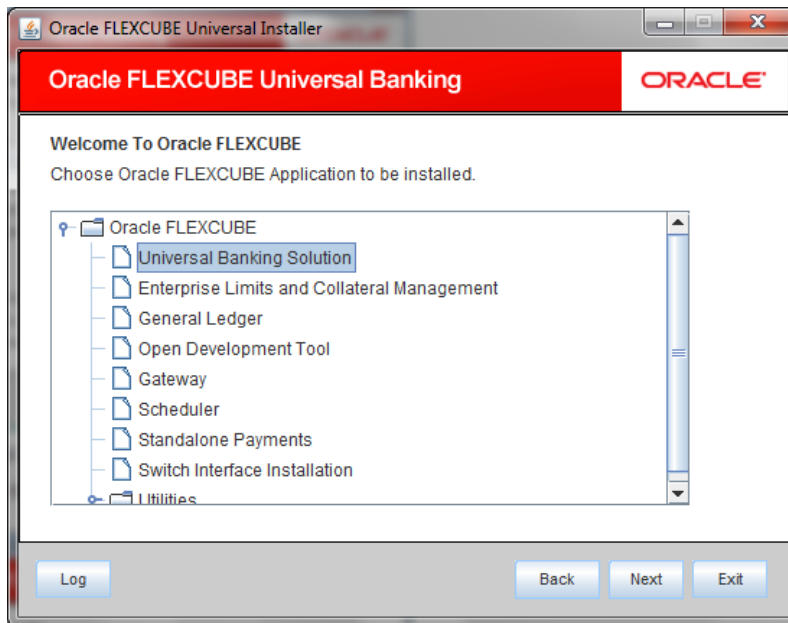 Oracle FLEXCUBE Universal Installer
Oracle FLEXCUBE Universal Banking
ORACLE
Welcome To Oracle FLEXCUBE
Choose Oracle FLEXCUBE Application to be installed.
Oracle FLEXCUBE
Universal Banking Solution
Enterprise Limits and Collateral Management
General Ledger
Open Development Tool
Gateway
Scheduler
Standalone Payments
Switch Interface Installation
Utilities
Log Back Next Exit